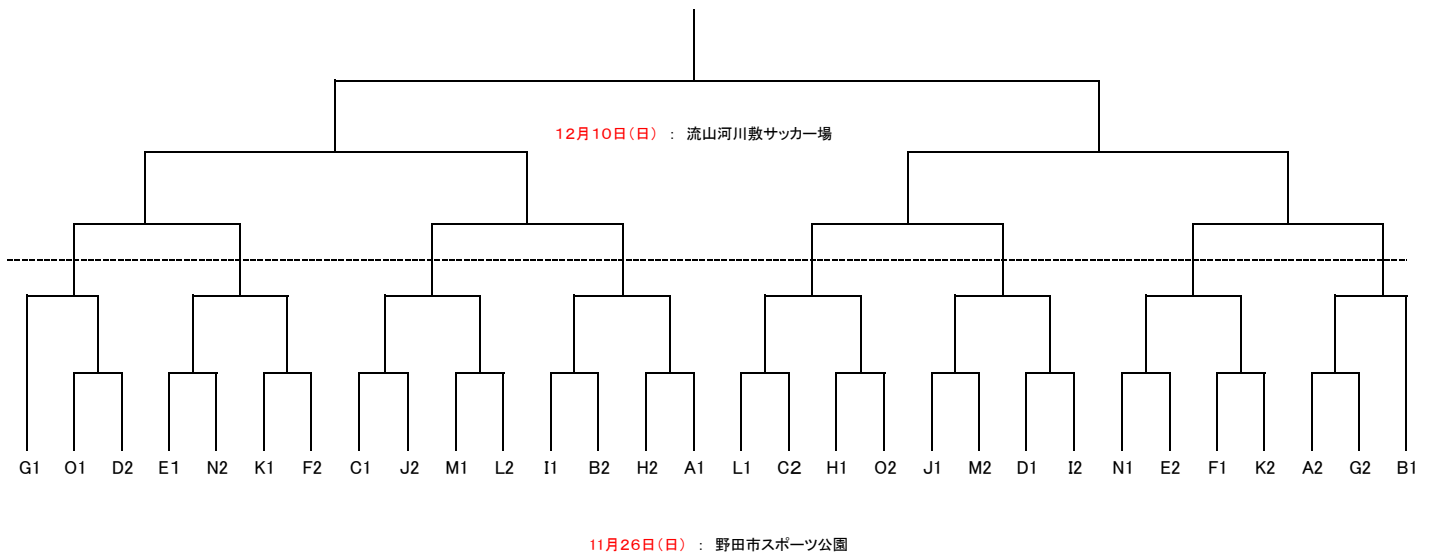 12月10日(日) : 流山河川敷サッカー場
G1 O1 D2 E1 N2 K1 F2 C1 J2 M1 L2 I1 B2 H2 A1 L1 C2 H1 O2 J1 M2 D1 I2 N1 E2 F1 K2 A2 G2 B1
11月26日(日) : 野田市スポーツ公園